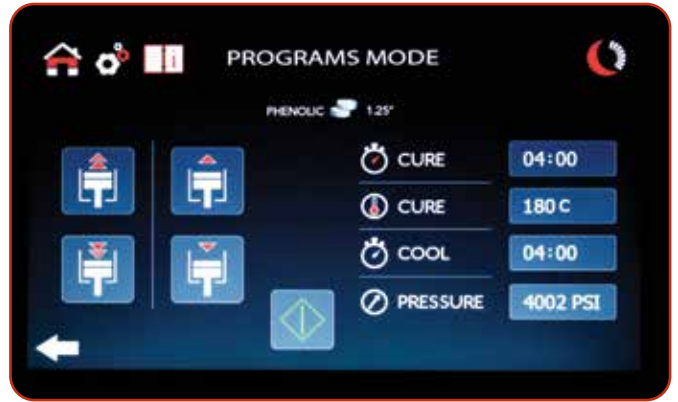 PROGRAMS MODE
PHENOLIC 1.25"
CURE 04:00
CURE 180 C
COOL 04:00
PRESSURE 4002 PSI